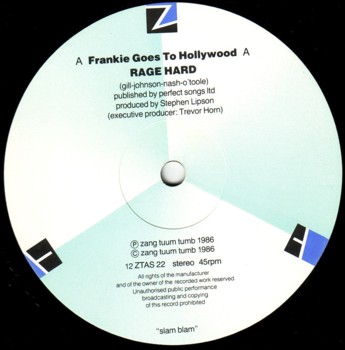 Z
A Frankie Goes To Hollywood A
RAGE HARD
(gill-johnson-nash-o'toole)
published by perfect songs ltd
produced by Stephen Lipson
(executive producer: Trevor Horn)
Ⓟ zang tuum tumb 1986
© zang tuum tumb 1986
12 ZTAS 22 stereo 45rpm
All rights of the manufacturer
and of the owner of the recorded work reserved.
Unauthorised public performance
broadcasting and copying
of this record prohibited
T
T
"slam blam"